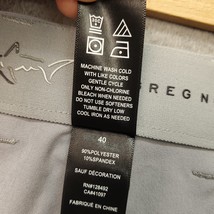 MACHINE WASH COLD
WITH LIKE COLORS
GENTLE CYCLE
ONLY NON-CHLORINE
BLEACH WHEN NEEDED
DO NOT USE SOFTENERS
TUMBLE DRY LOW
COOL IRON AS NEEDED
REGN
40
90%POLYESTER
10%SPANDEX
SAUF DÉCORATION
RN#128492
CA#41097
FABRIQUÉ EN CHINE